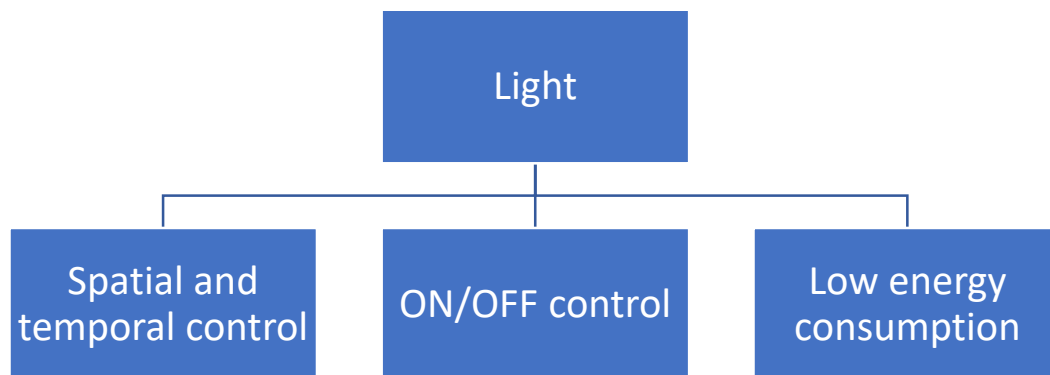 Light
Spatial and
temporal control
ON/OFF control
Low energy
consumption